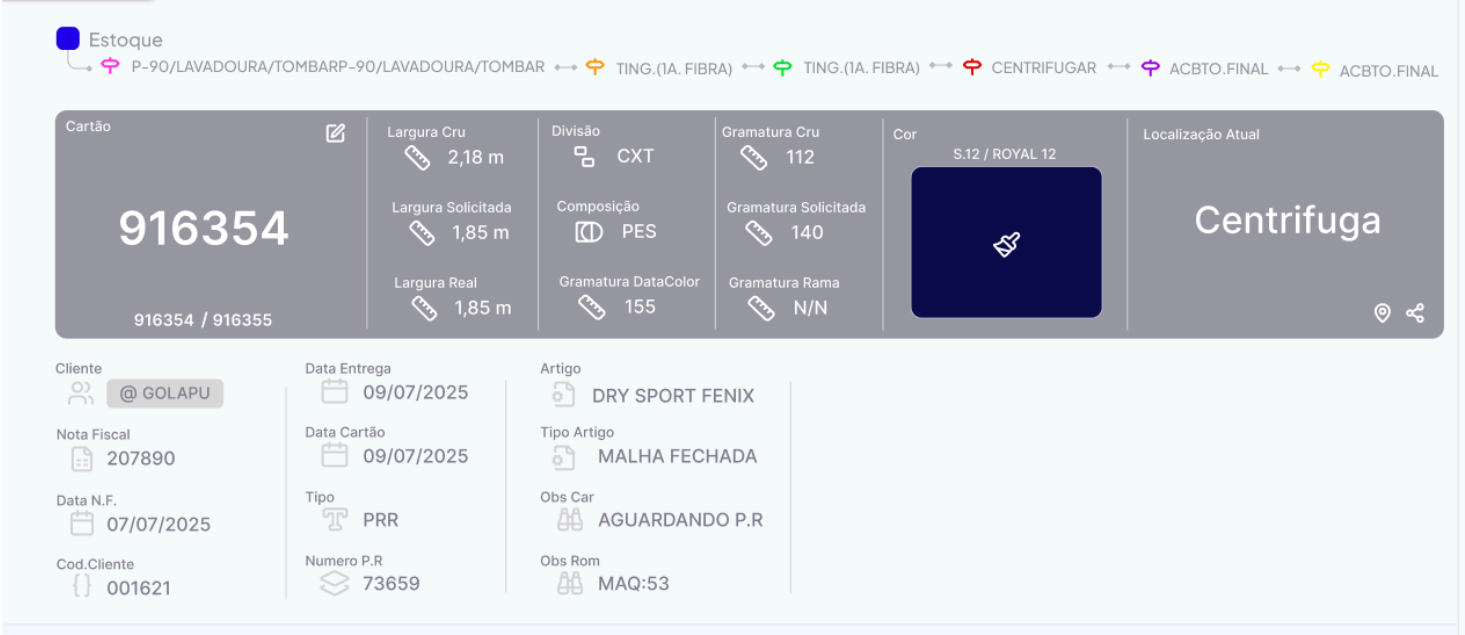 Estoque
P-90/LAVADOURA/TOMBARP-90/LAVADOURA/TOMBAR TING.(1A. FIBRA) TING.(1A. FIBRA) CENTRIFUGAR ACBTO.FINAL ACBTO.FINAL
Cartão
916354
916354 / 916355
Largura Cru
2,18 m
Largura Solicitada
1,85 m
Largura Real
1,85 m
Divisão
CXT
Composição
PES
Gramatura DataColor
155
Gramatura Cru
112
Gramatura Solicitada
140
Gramatura Rama
N/N
Cor
S.12 / ROYAL 12
Localização Atual
Centrifuga
Cliente
@ GOLAPU
Nota Fiscal
207890
Data N.F.
07/07/2025
Cod.Cliente
001621
Data Entrega
09/07/2025
Data Cartão
09/07/2025
Tipo
PRR
Numero P.R
73659
Artigo
DRY SPORT FENIX
Tipo Artigo
MALHA FECHADA
Obs Car
AGUARDANDO P.R
Obs Rom
MAQ:53